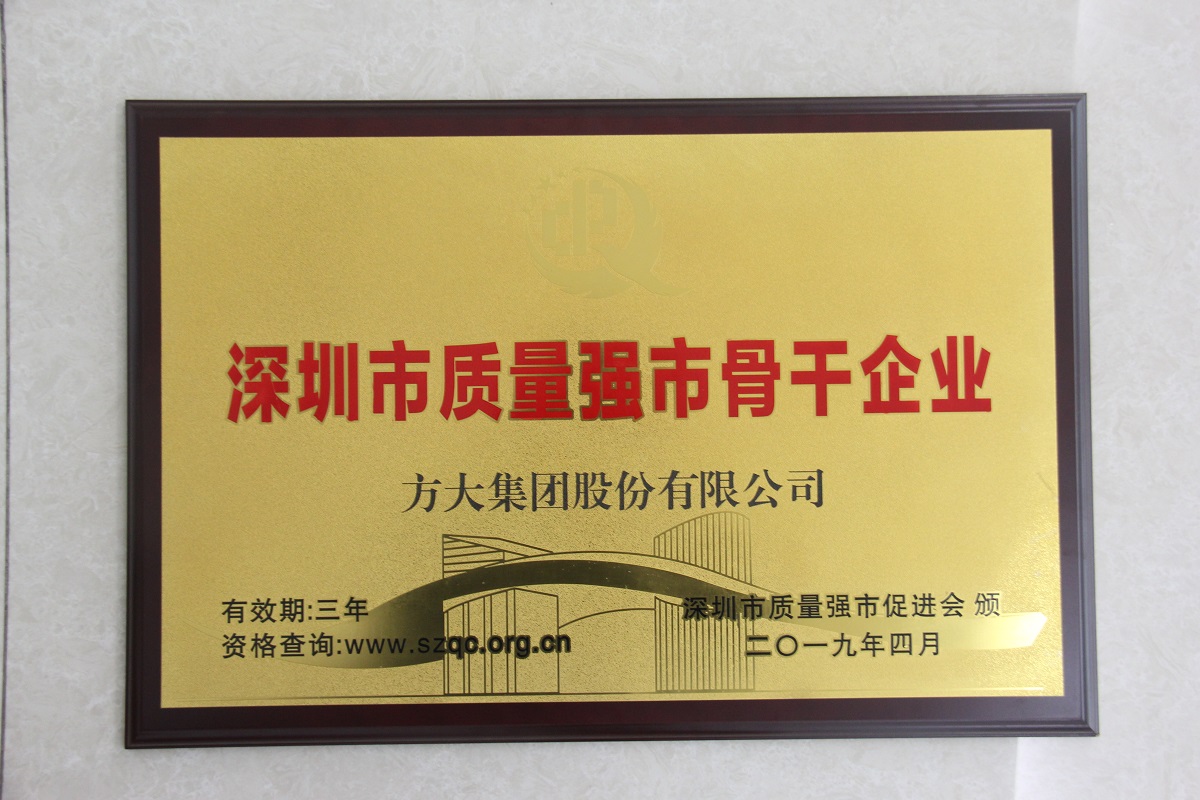 深圳市质量强市骨干企业
方大集团股份有限公司
有效期:三年
资格查询:www.szqc.org.cn
深圳市质量强市促进会 颁
二〇一九年四月